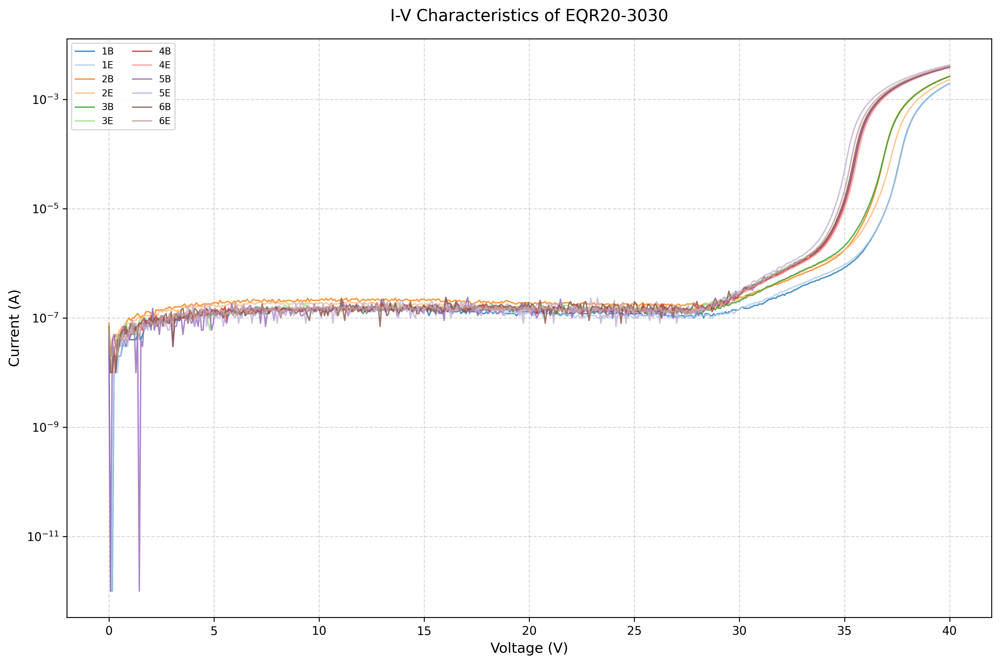 I-V Characteristics of EQR20-3030
1B 4B
1E 4E
2B 5B
2E 5E
3B 6B
3E 6E
10⁻³
10⁻⁵
10⁻⁷
10⁻⁹
10⁻¹¹
Current (A)
0 5 10 15 20 25 30 35 40
Voltage (V)